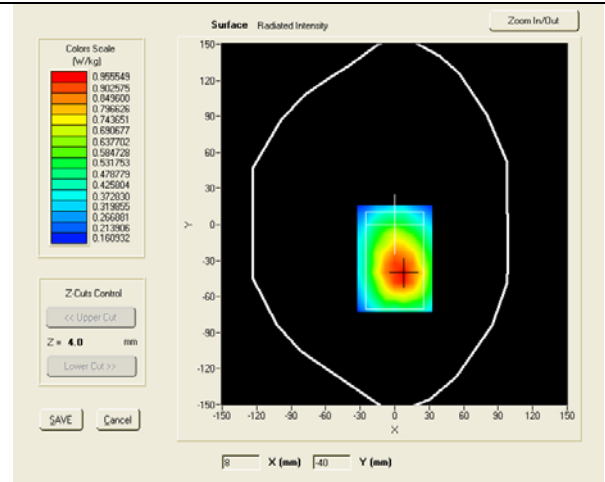 Surface Radiated Intensity
Zoom In/Out
Colors Scale
(W/kg)
0.955549
0.902575
0.849600
0.796626
0.743651
0.690677
0.637702
0.584728
0.531753
0.478779
0.425804
0.372830
0.319855
0.266881
0.213906
0.160932
Z-Cuts Control
<< Upper Cut
Z = 4.0 mm
Lower Cut >>
SAVE Cancel
150-
120-
90-
60-
30-
0-
-30-
-60-
-90-
-120-
-150-
Y
-150 -120 -90 -60 -30 0 30 60 90 120 150
X
8 X (mm) -40 Y (mm)